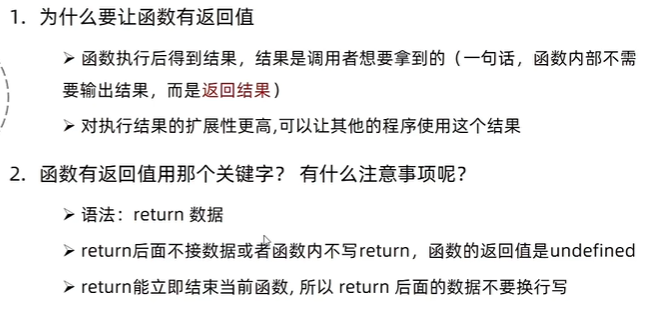 1. 为什么要让函数有返回值
➢ 函数执行后得到结果，结果是调用者想要拿到的（一句话，函数内部不需
要输出结果，而是返回结果）
➢ 对执行结果的扩展性更高,可以让其他的程序使用这个结果
2. 函数有返回值用那个关键字？ 有什么注意事项呢？
➢ 语法：return 数据
➢ return后面不接数据或者函数内不写return，函数的返回值是undefined
➢ return能立即结束当前函数, 所以 return 后面的数据不要换行写